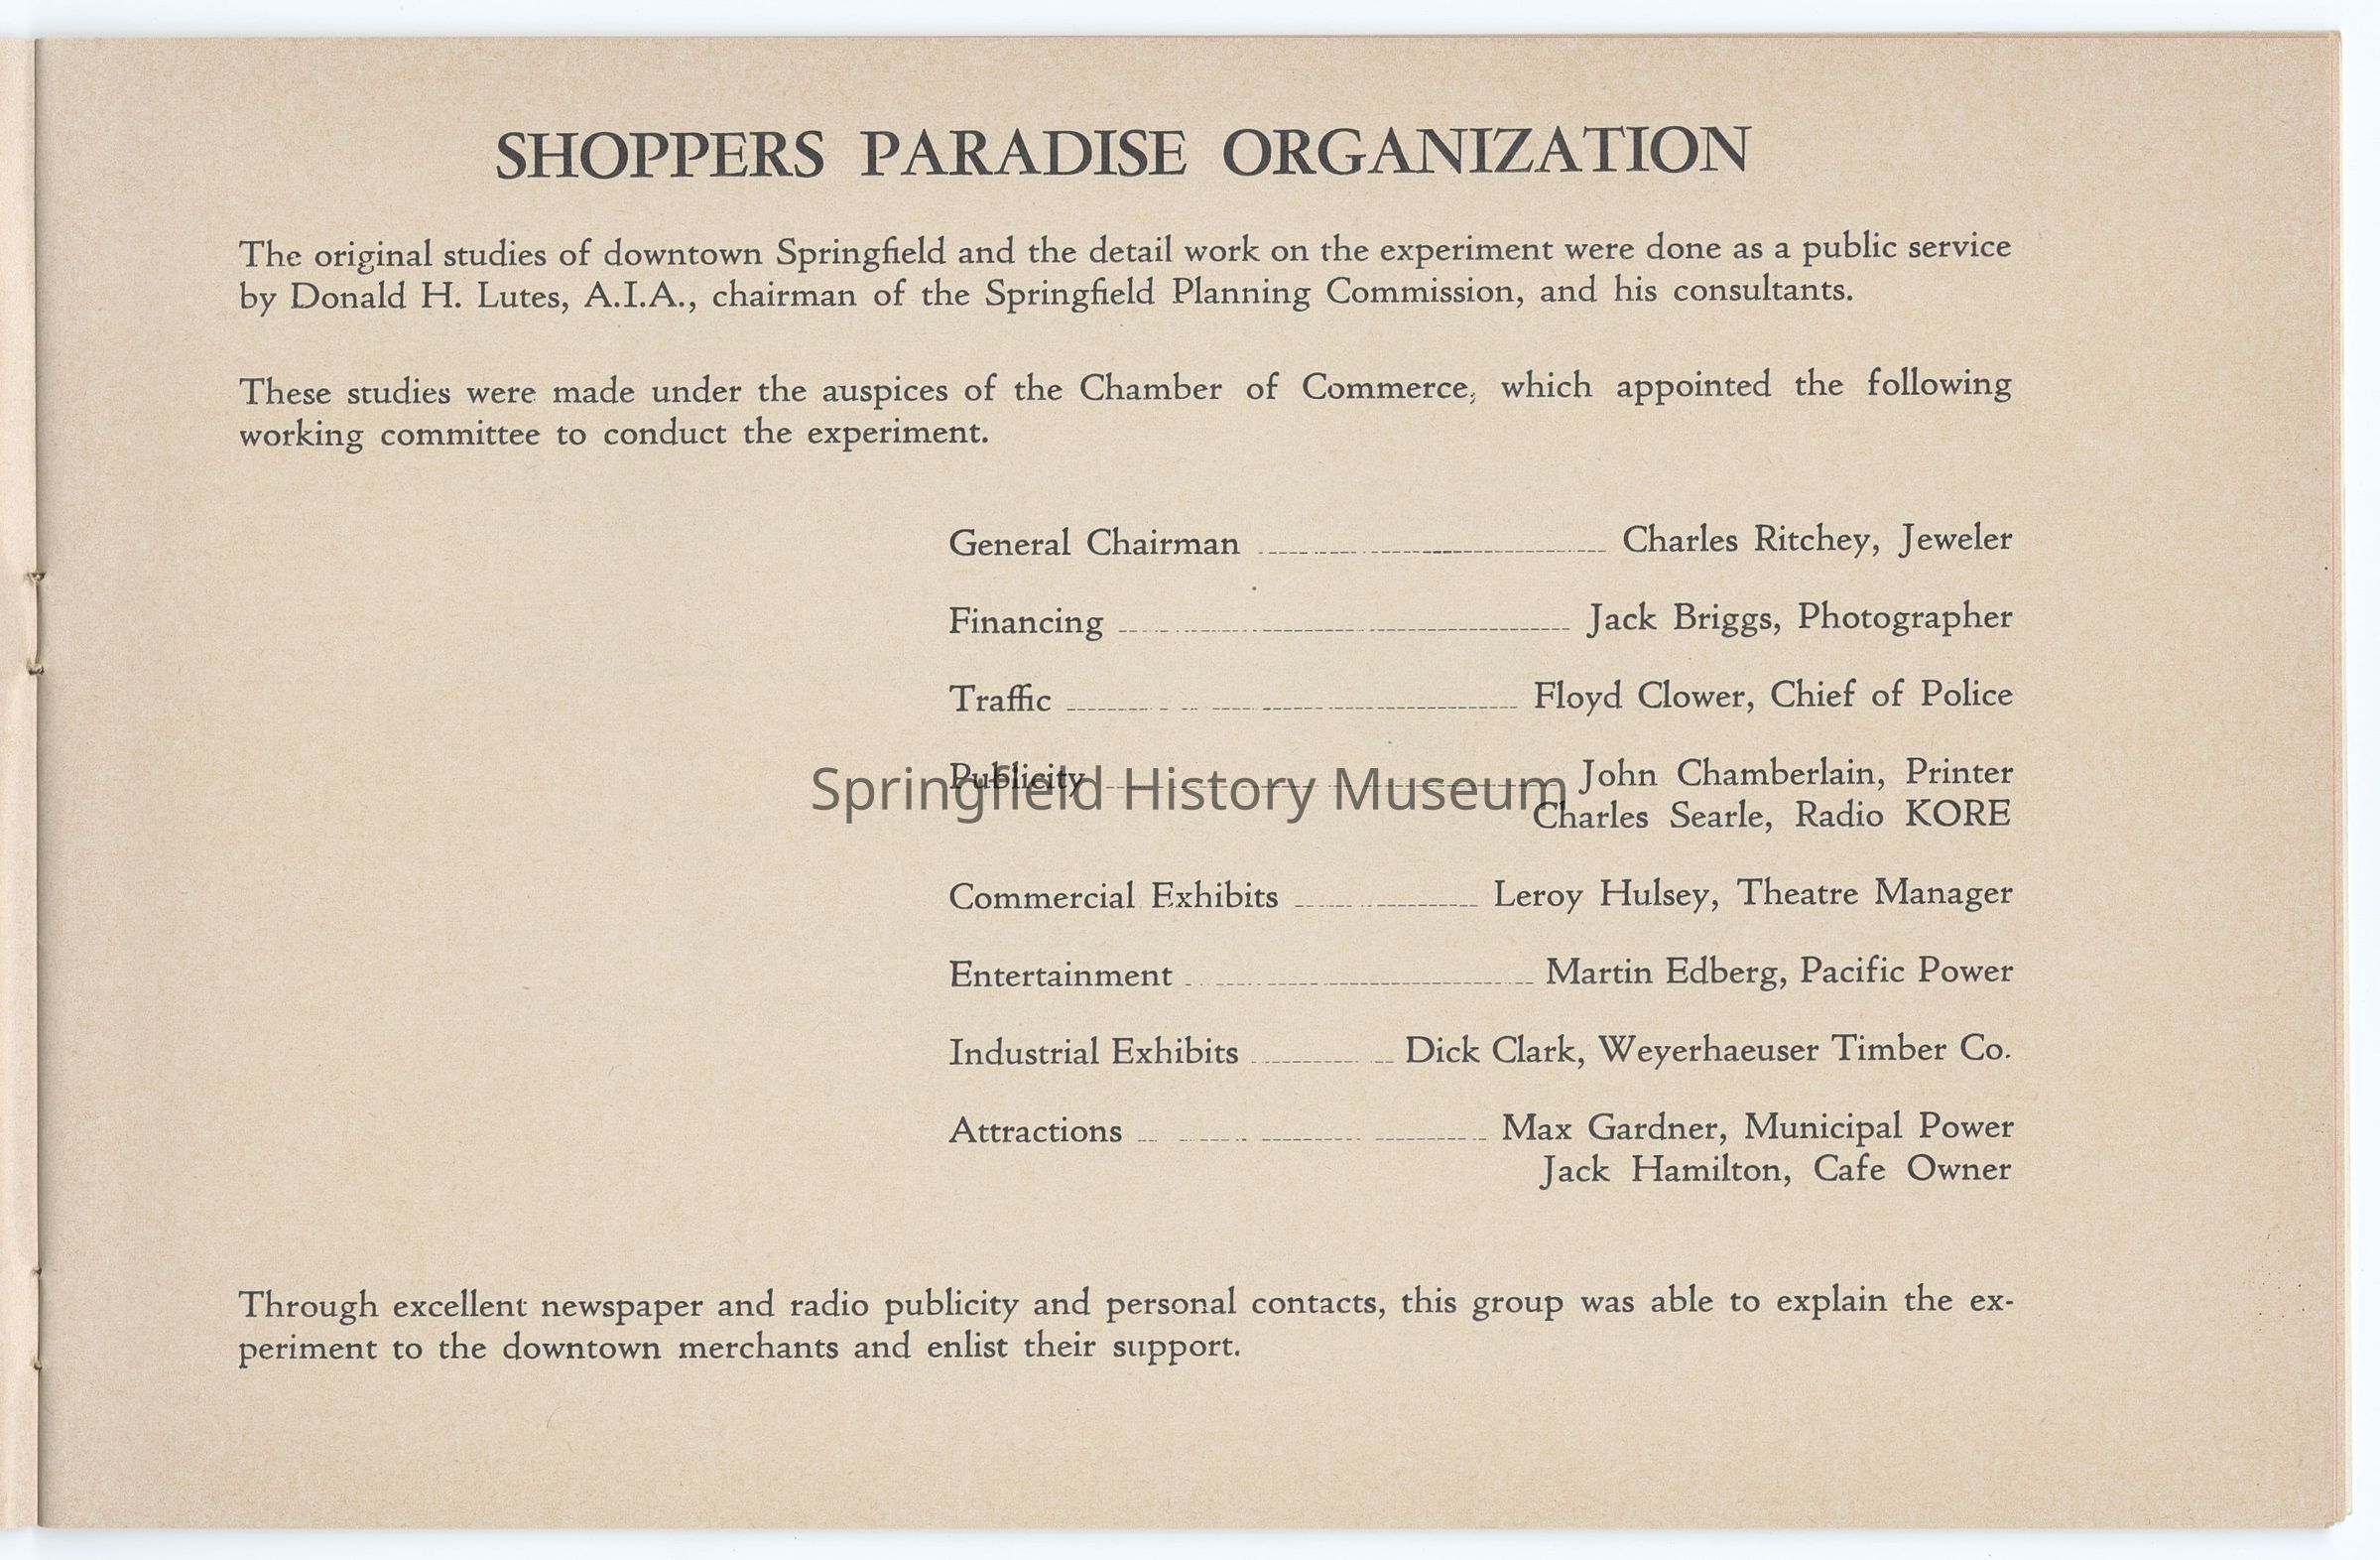 SHOPPERS PARADISE ORGANIZATION
The original studies of downtown Springfield and the detail work on the experiment were done as a public service
by Donald H. Lutes, A.I.A., chairman of the Springfield Planning Commission, and his consultants.
These studies were made under the auspices of the Chamber of Commerce, which appointed the following
working committee to conduct the experiment.
General Chairman Charles Ritchey, Jeweler
Financing Jack Briggs, Photographer
Traffic Floyd Clower, Chief of Police
Publicity John Chamberlain, Printer
Springfield History Museum
Charles Searle, Radio KORE
Commercial Exhibits Leroy Hulsey, Theatre Manager
Entertainment Martin Edberg, Pacific Power
Industrial Exhibits Dick Clark, Weyerhaeuser Timber Co.
Attractions Max Gardner, Municipal Power
Jack Hamilton, Cafe Owner
Through excellent newspaper and radio publicity and personal contacts, this group was able to explain the ex-
periment to the downtown merchants and enlist their support.